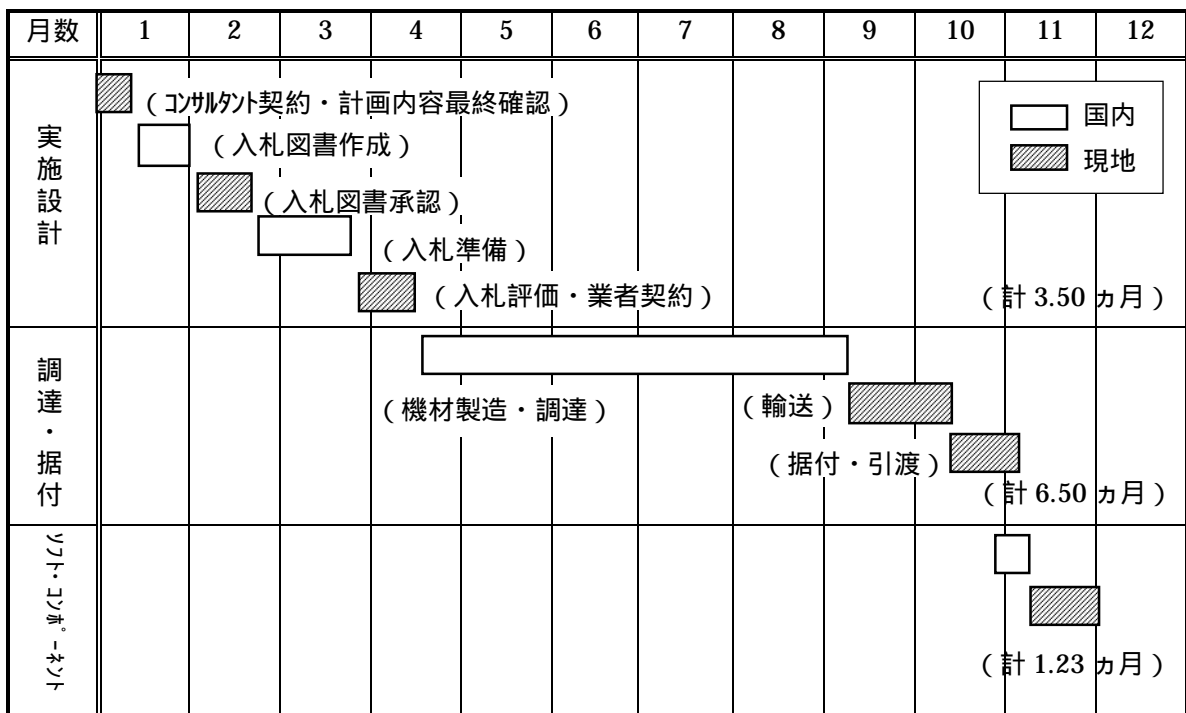 月数 1 2 3 4 5 6 7 8 9 10 11 12
実施設計
（ｺﾝｻﾙﾀﾝﾄ契約・計画内容最終確認）
国内
（入札図書作成）
現地
（入札図書承認）
（入札準備）
（入札評価・業者契約）
（計 3.50 ヵ月）
調達・据付
（機材製造・調達）
（輸送）
（据付・引渡）
（計 6.50 ヵ月）
ｿﾌﾄ・ｺﾝﾎﾟｰﾈﾝﾄ
（計 1.23 ヵ月）